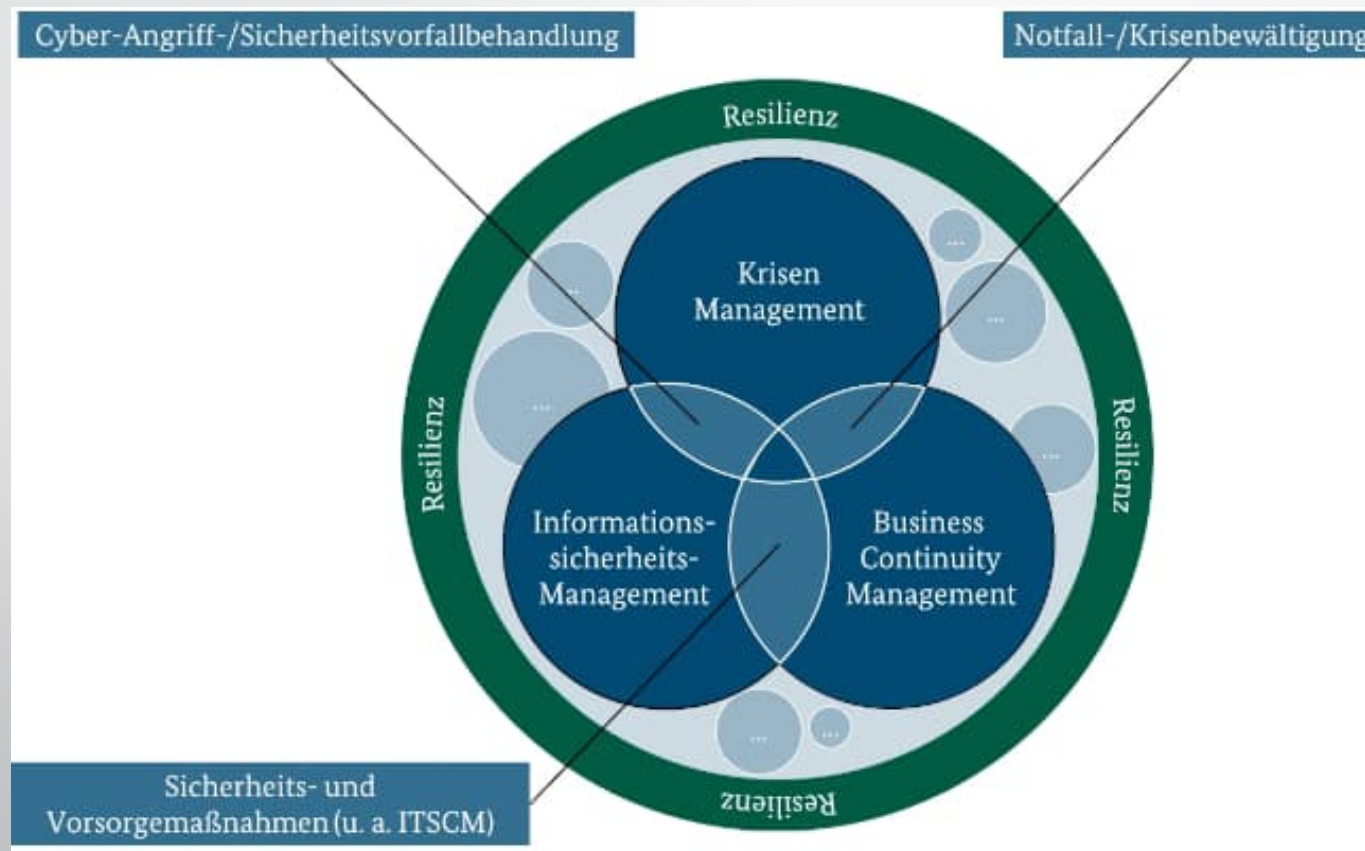 Cyber-Angriff-/Sicherheitsvorfallbehandlung
Notfall-/Krisenbewältigung
Resilienz
...
..
Krisen
Management
...
...
Resilienz
Resilienz
...
Informations-
sicherheits-
Management
Business
Continuity
Management
...
...
Resilienz
Sicherheits- und
Vorsorgemaßnahmen (u. a. ITSCM)